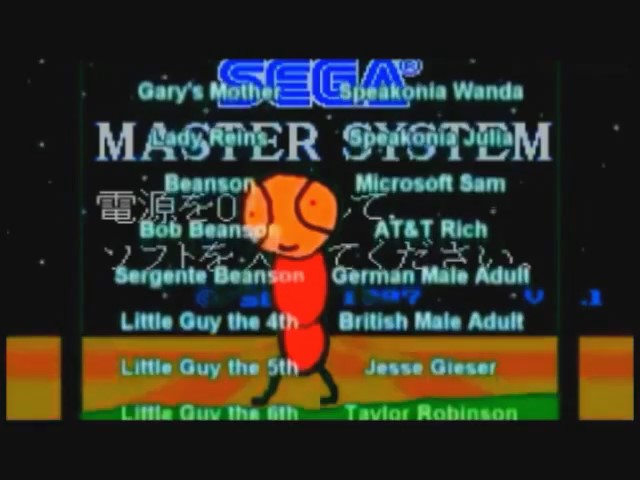 SEGA®
Gary's Mother Speakonia Wanda
MASTER SYSTEM
Lady Reins Speakonia Julia
Beanson Microsoft Sam
電源を て、
Bob Beanson AT&T Rich
ソフトを てください。
Sergente Beanson German Male Adult
Little Guy the 4th British Male Adult
Little Guy the 5th Jesse Gieser
Little Guy the 6th Taylor Robinson